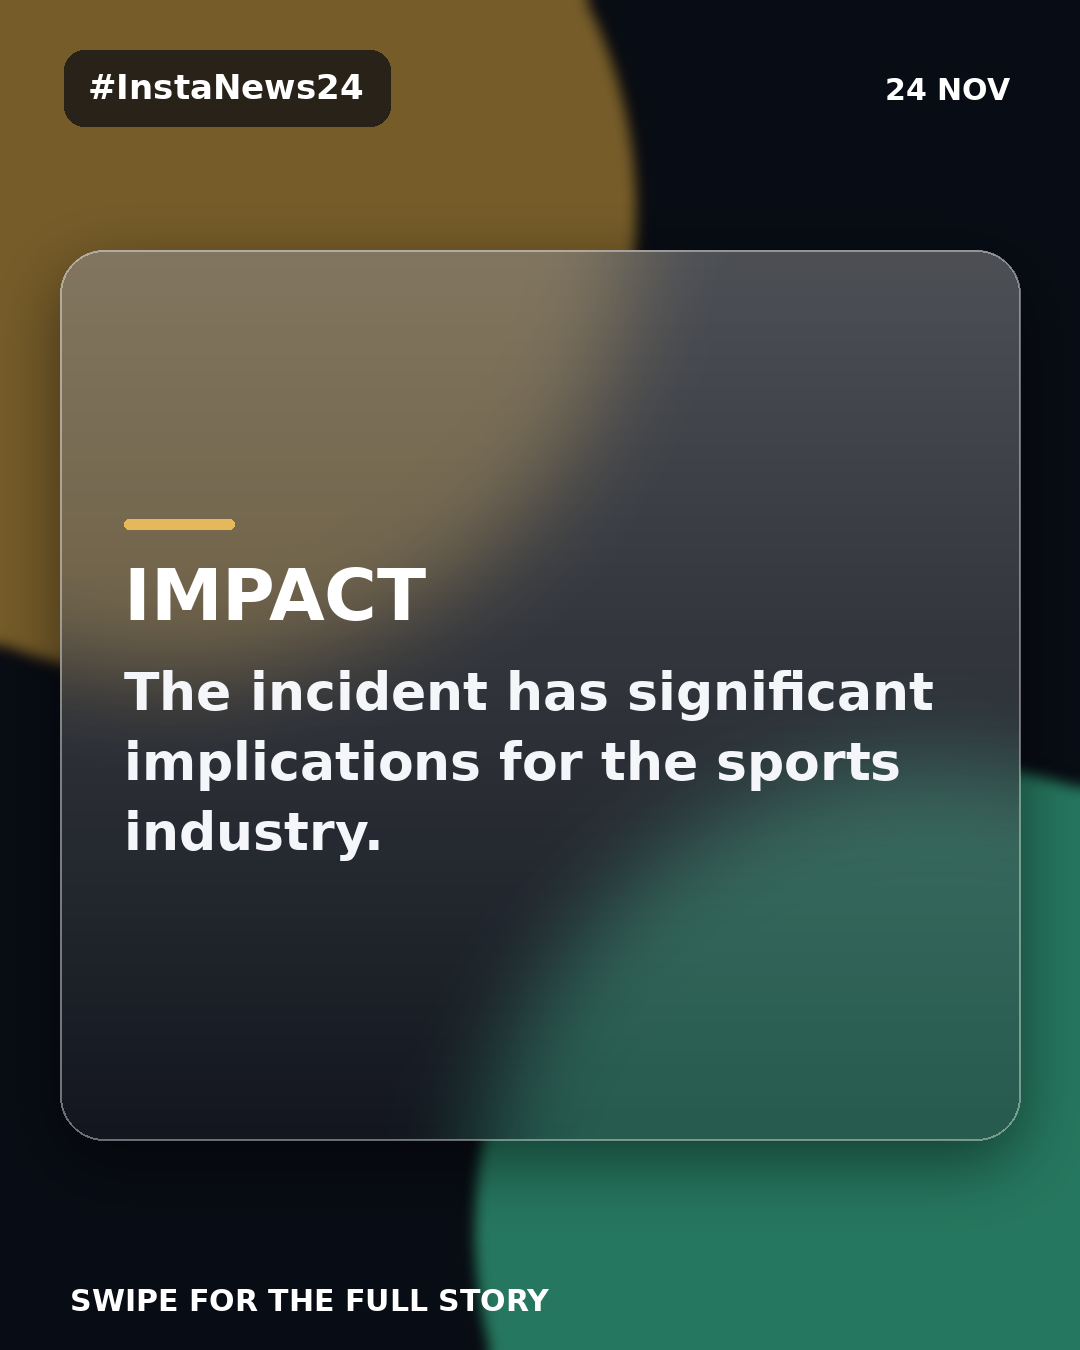 #InstaNews24
24 NOV
IMPACT
The incident has significant
implications for the sports
industry.
SWIPE FOR THE FULL STORY